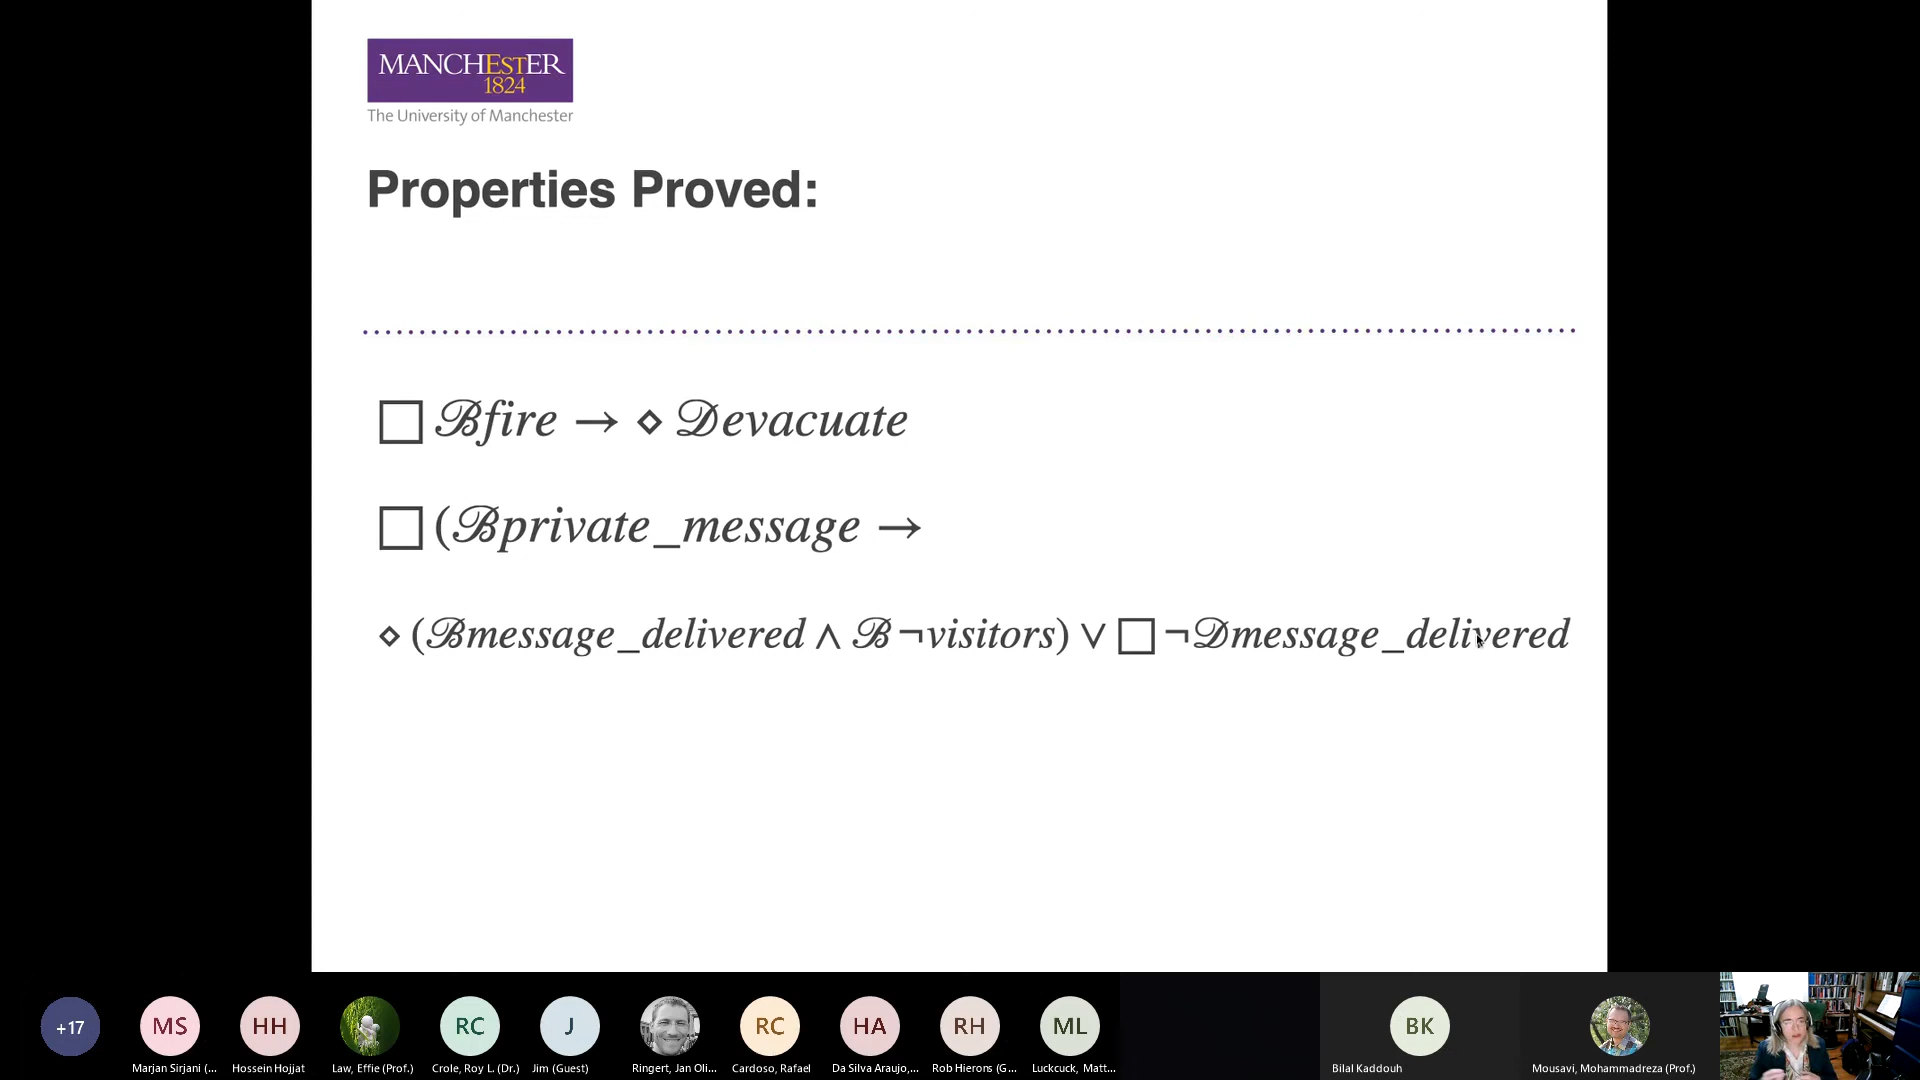 MANCHESTER
1824
The University of Manchester
Properties Proved:
□ℬfire → ⋄ 𝒟evacuate
□(ℬprivate_message →
⋄ (ℬmessage_delivered ∧ ℬ¬visitors) ∨ □¬𝒟message_delivered
+17
MS
HH
RC
J
RC
HA
RH
ML
BK
Marjan Sirjani (...
Hossein Hojjat
Law, Effie (Prof.)
Crole, Roy L. (Dr.)
Jim (Guest)
Ringert, Jan Oli...
Cardoso, Rafael
Da Silva Araujo,...
Rob Hierons (G...
Luckcuck, Matt...
Bilal Kaddouh
Mousavi, Mohammadreza (Prof.)